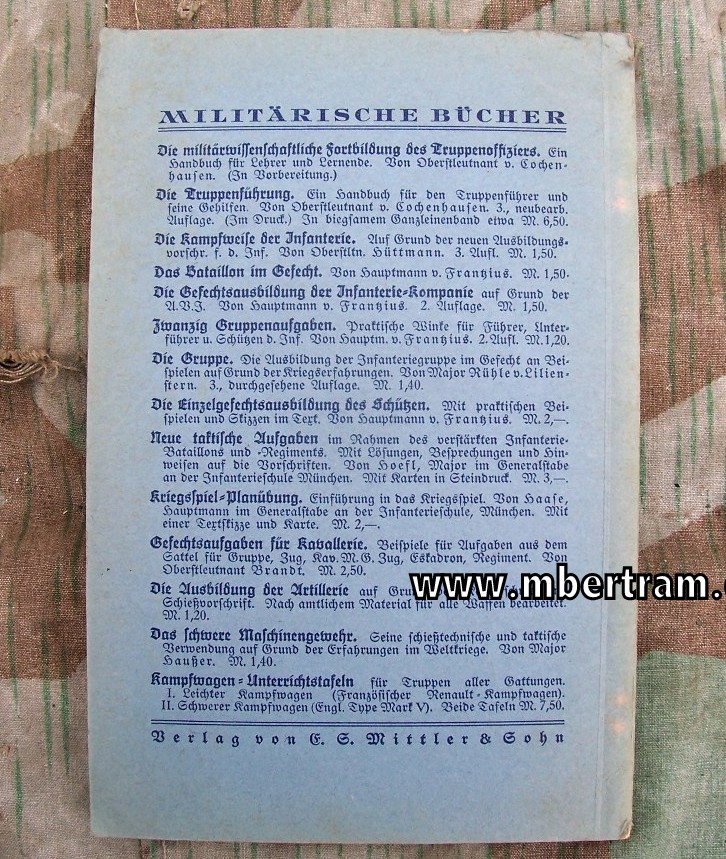 MILITÄRISCHE BÜCHER
Die militärwissenschaftliche Fortbildung des Truppenoffiziers. Ein
Handbuch für Lehrer und Lernende. Von Oberstleutnant v. Cochen-
hausen. (In Vorbereitung.)
Die Truppenführung. Ein Handbuch für den Truppenführer und
seine Gehilfen. Von Oberstleutnant v. Cochenhausen. 3., neubearb.
Auflage. (Im Druck.) In biegsamem Ganzleinenband etwa M. 6,50.
Die Kampfweise der Infanterie. Auf Grund der neuen Ausbildungs-
vorschr. f. d. Inf. Von Oberstltn. Hüttmann. 3. Aufl. M. 1,50.
Das Bataillon im Gefecht. Von Hauptmann v. Frantzius. M. 1,50.
Die Gefechtsausbildung der Infanterie-Kompanie auf Grund der
A.V.I. Von Hauptmann v. Frantzius. 2. Auflage. M. 1,50.
Zwanzig Gruppenaufgaben. Praktische Winke für Führer, Unter-
führer u. Schützen d. Inf. Von Hauptm. v. Frantzius. 2. Aufl. M. 1,20.
Die Gruppe. Die Ausbildung der Infanteriegruppe im Gefecht an Bei-
spielen auf Grund der Kriegserfahrungen. Von Major Rühle v. Lilien-
stern. 3., durchgesehene Auflage. M. 1,40.
Die Einzelgefechtsausbildung des Schützen. Mit praktischen Bei-
spielen und Skizzen im Text. Von Hauptmann v. Frantzius. M. 2,—.
Neue taktische Aufgaben im Rahmen des verstärkten Infanterie-
Bataillons und -Regiments. Mit Lösungen, Besprechungen und Hin-
weisen auf die Vorschriften. Von Hoefl, Major im Generalstabe
an der Infanterieschule München. Mit Karten in Steindruck. M. 3,—.
Kriegsspiel-Planübung. Einführung in das Kriegsspiel. Von Haase,
Hauptmann im Generalstabe an der Infanterieschule, München. Mit
einer Textskizze und Karte. M. 2,—.
Gefechtsaufgaben für Kavallerie. Beispiele für Aufgaben aus dem
Sattel für Gruppe, Zug, Kav. M. G. Zug, Eskadron, Regiment. Von
Oberstleutnant Brandt. M. 2,50.
www.mbertram.
Die Ausbildung der Artillerie auf
Schießvorschrift. Nach amtlichem Material für alle Waffen bearbeitet.
M. 1,20.
Das schwere Maschinengewehr. Seine schießtechnische und taktische
Verwendung auf Grund der Erfahrungen im Weltkriege. Von Major
Haußer. M. 1,40.
Kampfwagen-Unterrichtstafeln für Truppen aller Gattungen.
I. Leichter Kampfwagen (Französischer Renault-Kampfwagen).
II. Schwerer Kampfwagen (Engl. Type Mark V). Beide Tafeln M. 7,50.
Verlag von E. S. Mittler & Sohn